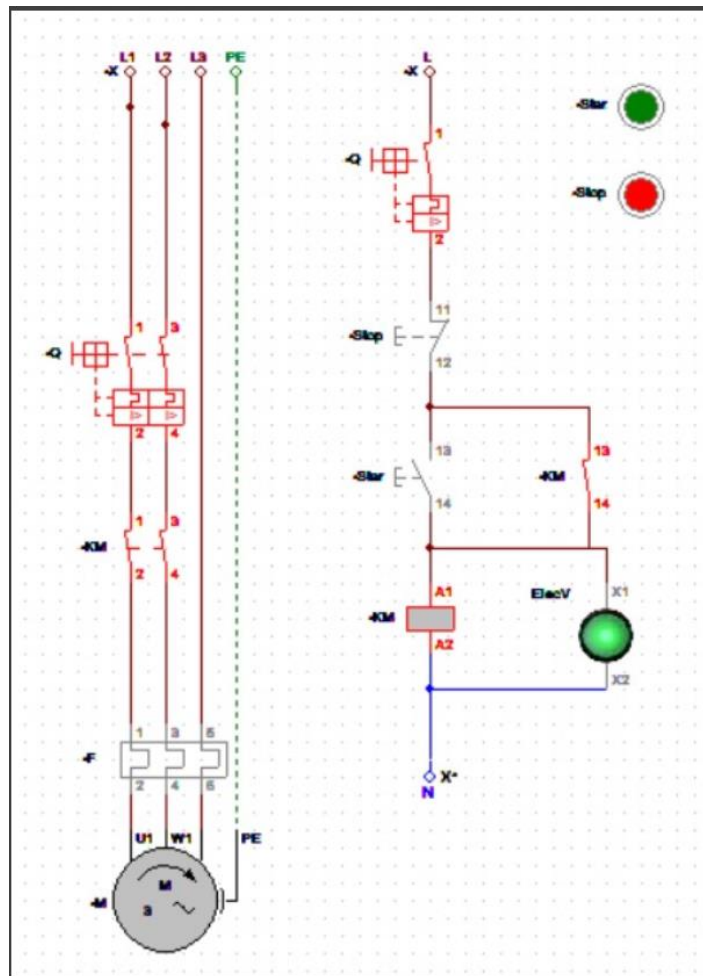 L1 L2 L3 PE
-X
L
-X
-Star
-Stop
1
-Q
2
1 3
-Q
2 4
11
-Stop
12
13
-Star
14
13
-KM
14
1 3
-KM
2 4
A1
-KM
A2
ElecV
X1
X2
1 3 5
-F
2 4 6
X*
N
U1 W1 PE
M
3
-M